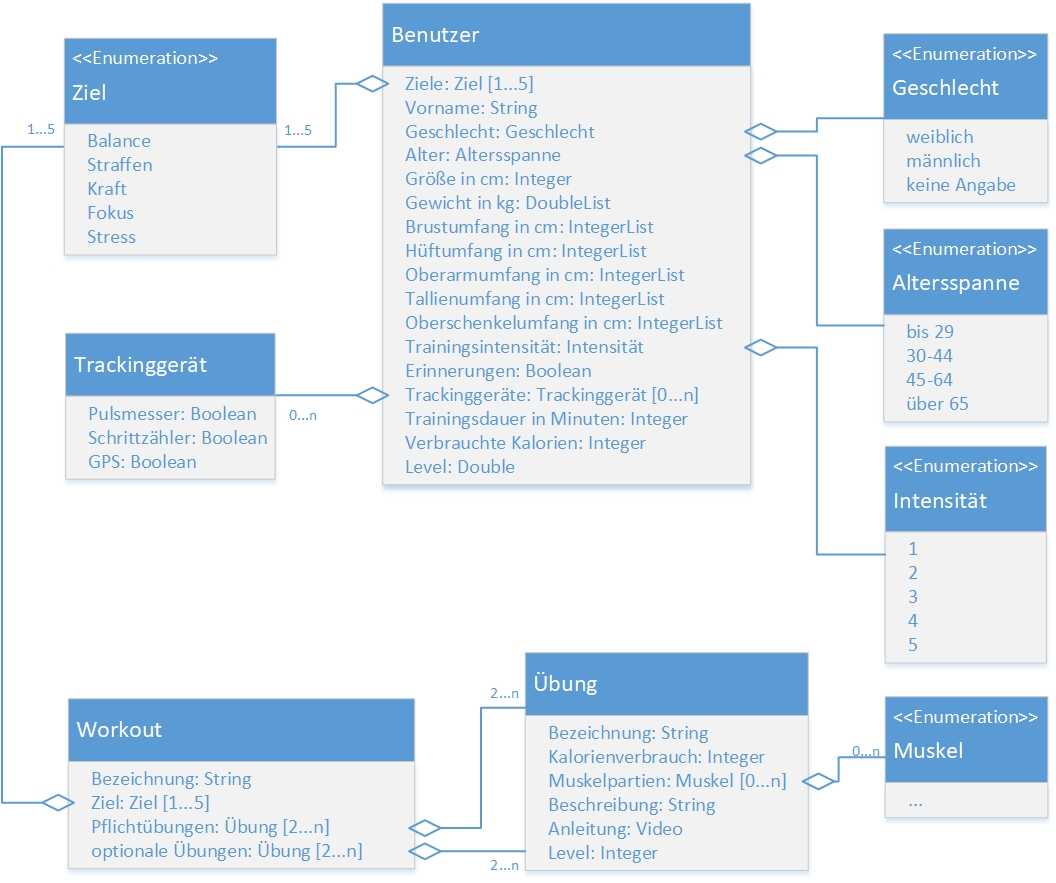 <<Enumeration>>
Ziel
Balance
Straffen
Kraft
Fokus
Stress
1...5
1...5
Benutzer
Ziele: Ziel [1...5]
Vorname: String
Geschlecht: Geschlecht
Alter: Altersspanne
Größe in cm: Integer
Gewicht in kg: DoubleList
Brustumfang in cm: IntegerList
Hüftumfang in cm: IntegerList
Oberarmumfang in cm: IntegerList
Tallienumfang in cm: IntegerList
Oberschenkelumfang in cm: IntegerList
Trainingsintensität: Intensität
Erinnerungen: Boolean
Trackinggeräte: Trackinggerät [0...n]
Trainingsdauer in Minuten: Integer
Verbrauchte Kalorien: Integer
Level: Double
<<Enumeration>>
Geschlecht
weiblich
männlich
keine Angabe
<<Enumeration>>
Altersspanne
bis 29
30-44
45-64
über 65
Trackinggerät
Pulsmesser: Boolean
Schrittzähler: Boolean
GPS: Boolean
0...n
<<Enumeration>>
Intensität
1
2
3
4
5
Workout
Bezeichnung: String
Ziel: Ziel [1...5]
Pflichtübungen: Übung [2...n]
optionale Übungen: Übung [2...n]
2...n
2...n
Übung
Bezeichnung: String
Kalorienverbrauch: Integer
Muskelpartien: Muskel [0...n]
Beschreibung: String
Anleitung: Video
Level: Integer
0...n
<<Enumeration>>
Muskel
...